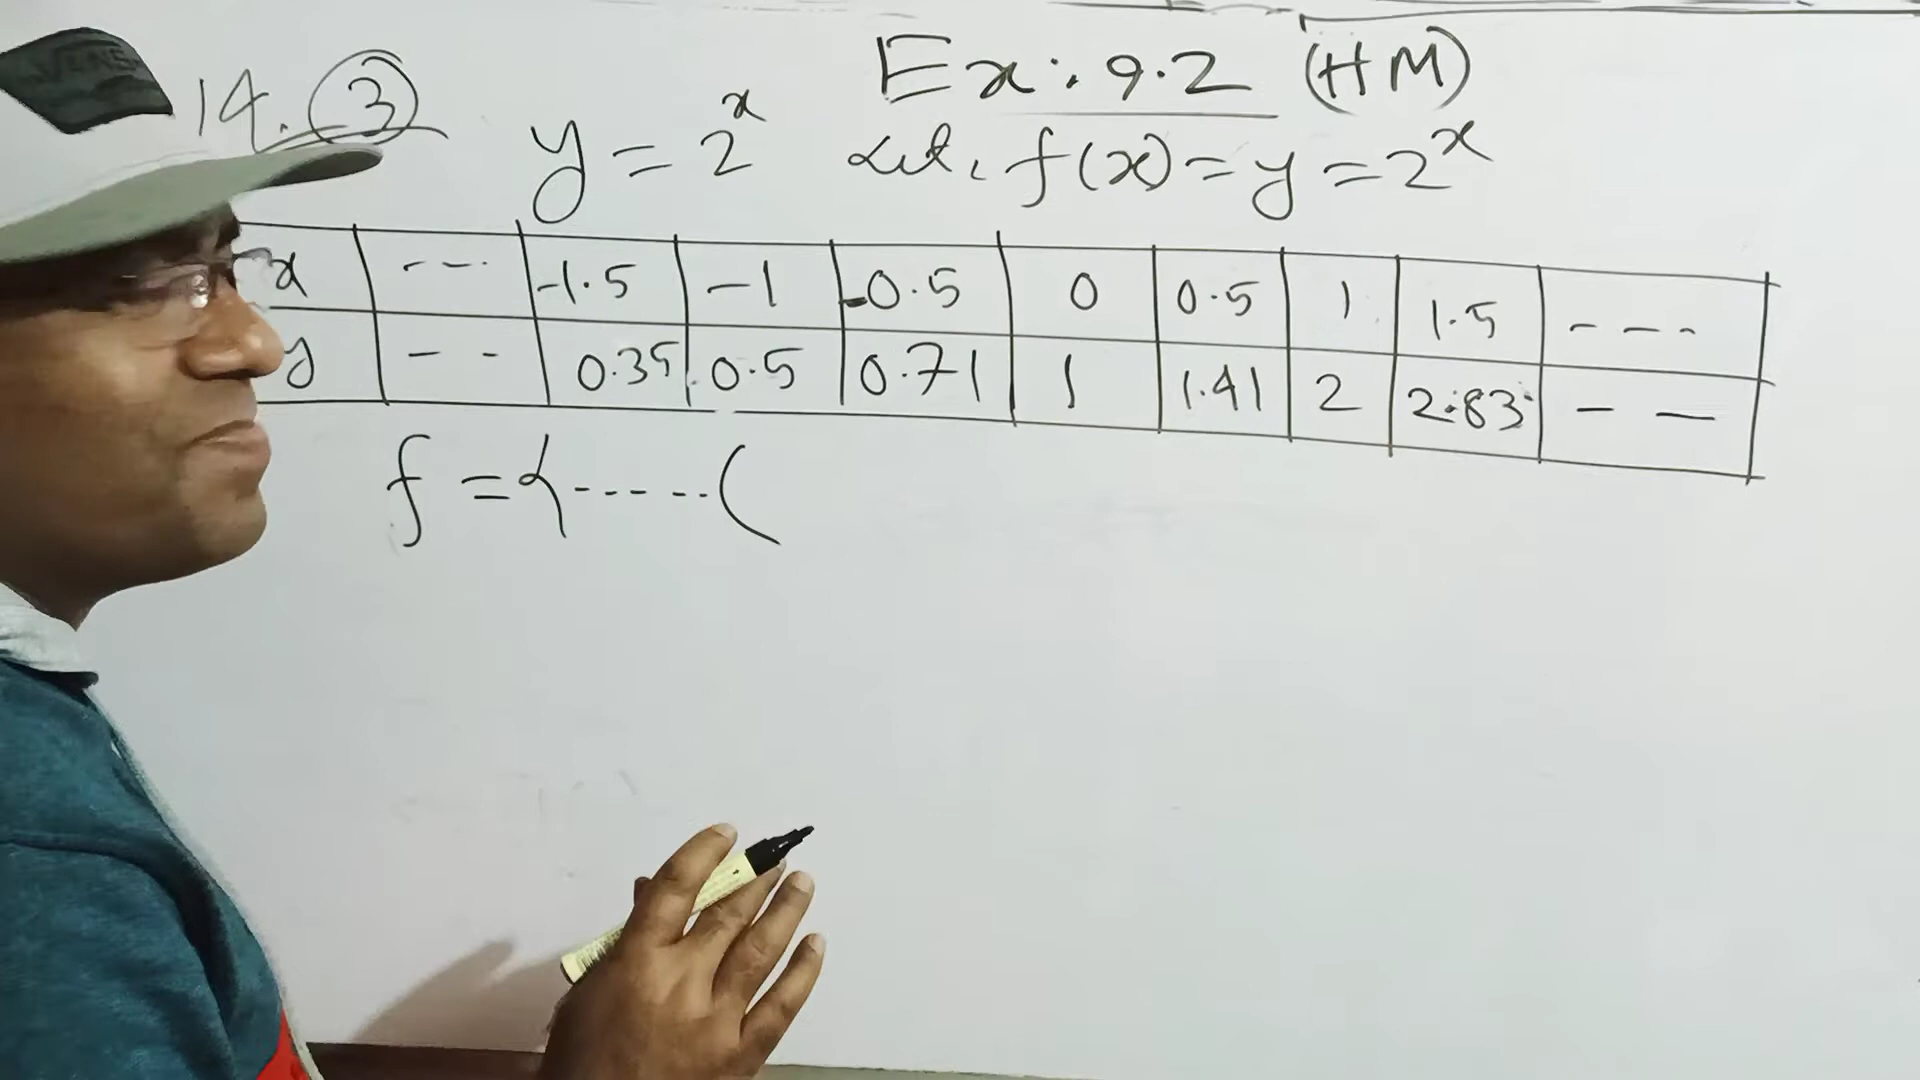 Ex: 9.2 (HM)
14. 3 y = 2^x Let, f(x) = y = 2^x
x --- -1.5 -1 -0.5 0 0.5 1 1.5 ---
y -- 0.35 0.5 0.71 1 1.41 2 2.83 --
f = { ------ (